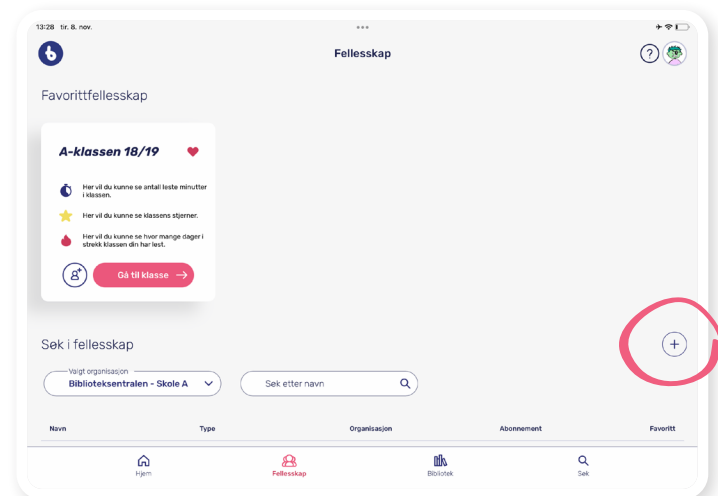 13:28 tir. 8. nov.
Fellesskap
?
Favorittfellesskap
A-klassen 18/19
Her vil du kunne se antall leste minutter
i klassen.
Her vil du kunne se klassens stjerner.
Her vil du kunne se hvor mange dager i
strekk klassen din har lest.
Gå til klasse
Søk i fellesskap
Valgt organisasjon
Biblioteksentralen - Skole A
Søk etter navn
Navn Type Organisasjon Abonnement Favoritt
Hjem Fellesskap Bibliotek Søk